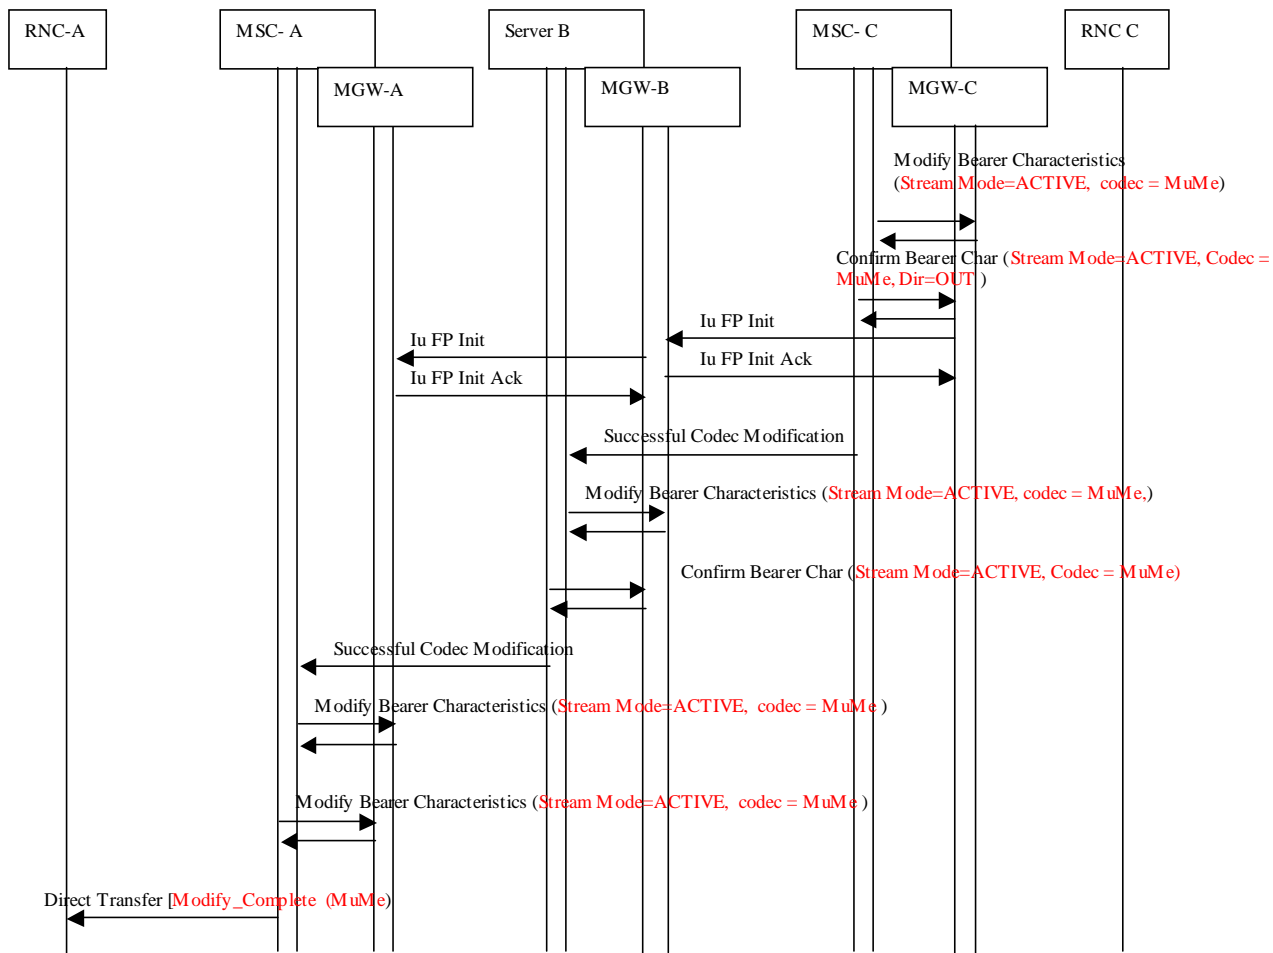 RNC-A
MSC- A
Server B
MSC- C
RNC C
MGW-A
MGW-B
MGW-C
Modify Bearer Characteristics
(Stream Mode=ACTIVE, codec = MuMe)
Confirm Bearer Char (Stream Mode=ACTIVE, Codec =
MuMe, Dir=OUT )
Iu FP Init
Iu FP Init
Iu FP Init Ack
Iu FP Init Ack
Successful Codec Modification
Modify Bearer Characteristics (Stream Mode=ACTIVE, codec = MuMe,)
Confirm Bearer Char (Stream Mode=ACTIVE, Codec = MuMe)
Successful Codec Modification
Modify Bearer Characteristics (Stream Mode=ACTIVE, codec = MuMe )
Modify Bearer Characteristics (Stream Mode=ACTIVE, codec = MuMe )
Direct Transfer [Modify_Complete (MuMe)